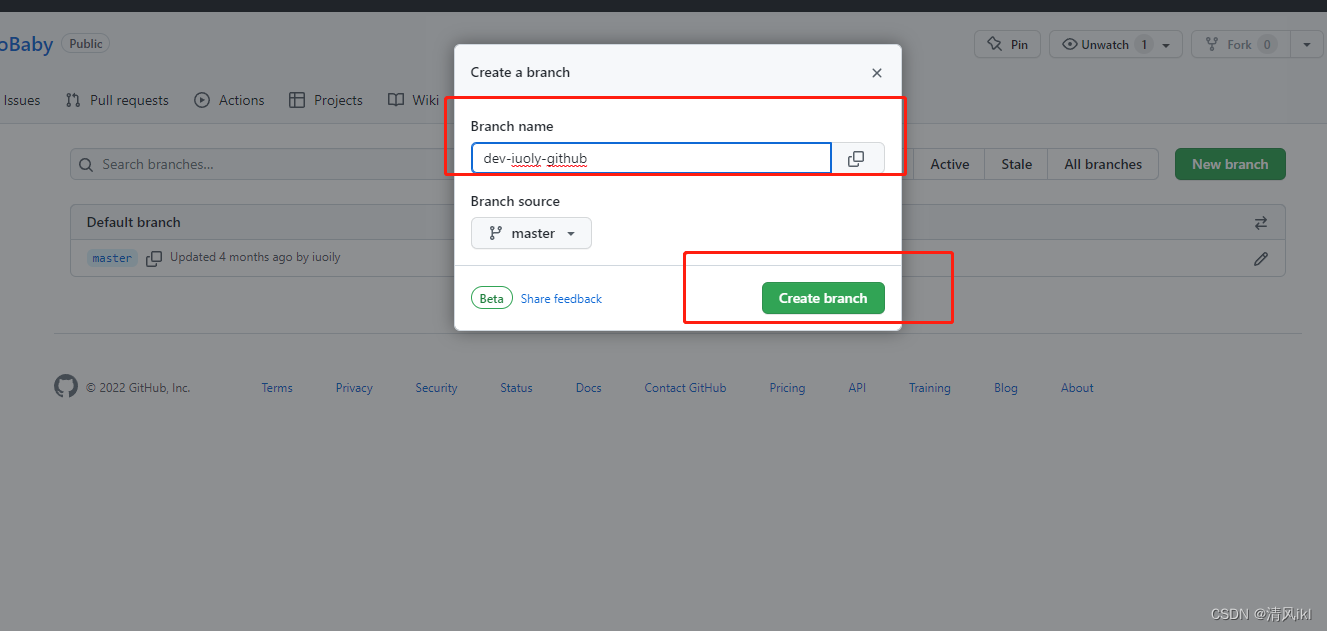 oBaby Public
Pin Unwatch 1 Fork 0
Issues Pull requests Actions Projects Wiki
Create a branch
Branch name
dev-iuoly-github
Search branches...
Active Stale All branches New branch
Branch source
master
Default branch
master Updated 4 months ago by iuoily
Beta Share feedback Create branch
© 2022 GitHub, Inc. Terms Privacy Security Status Docs Contact GitHub Pricing API Training Blog About
CSDN @清风ikl